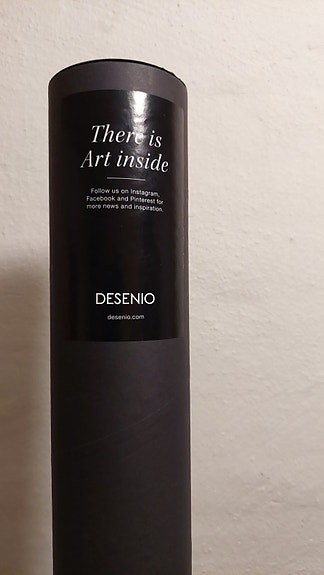 There is
Art inside
Follow us on Instagram,
Facebook and Pinterest for
more news and inspiration.
DESENIO
desenio.com